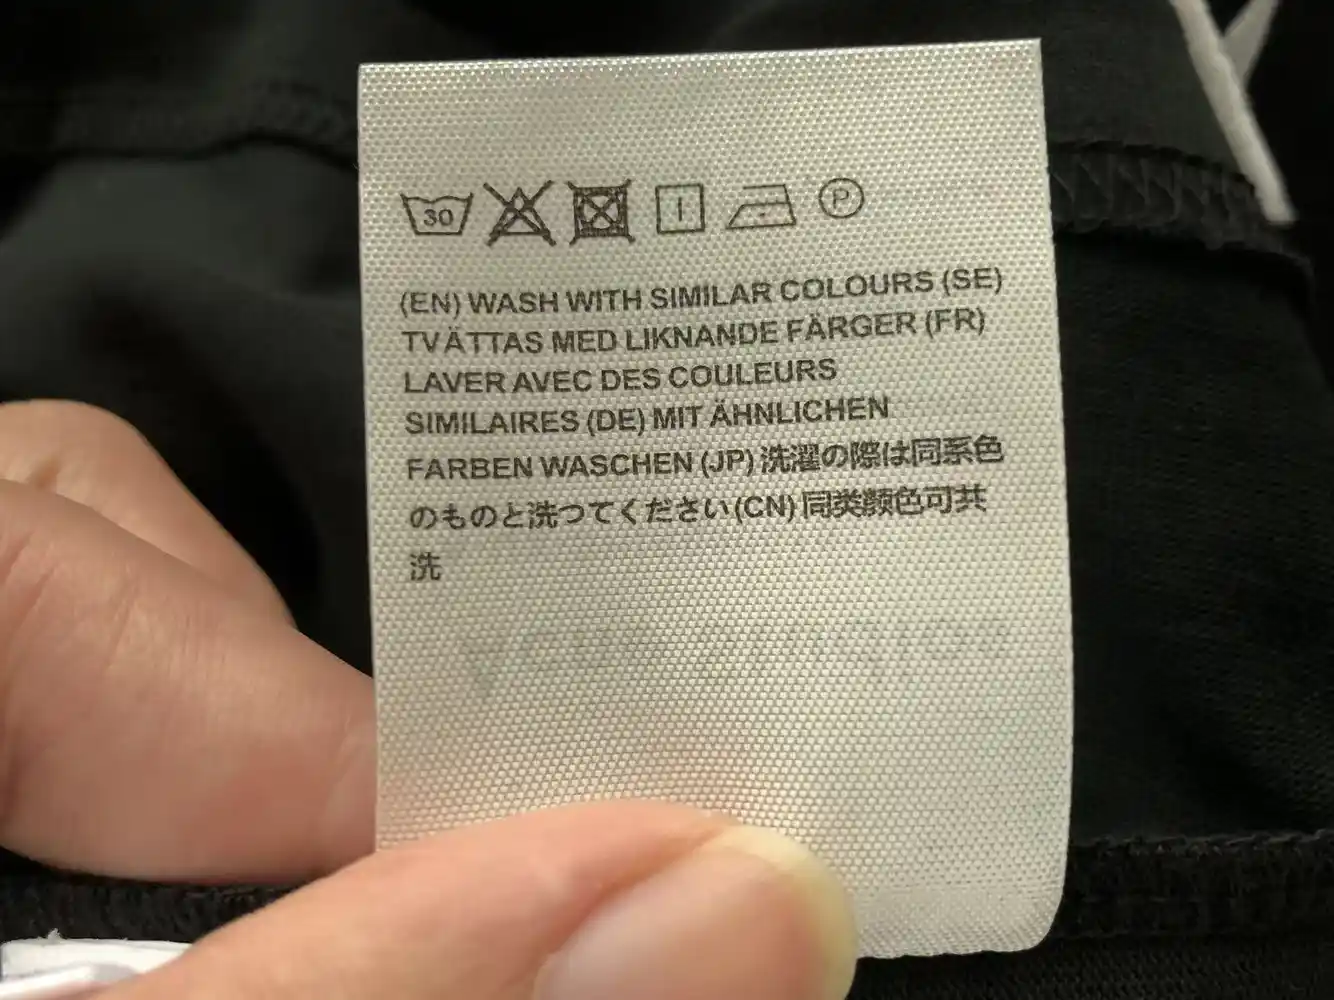 30 P
(EN) WASH WITH SIMILAR COLOURS (SE)
TVÄTTAS MED LIKNANDE FÄRGER (FR)
LAVER AVEC DES COULEURS
SIMILAIRES (DE) MIT ÄHNLICHEN
FARBEN WASCHEN (JP) 洗濯の際は同系色
のものと洗つてください(CN) 同类颜色可共
洗